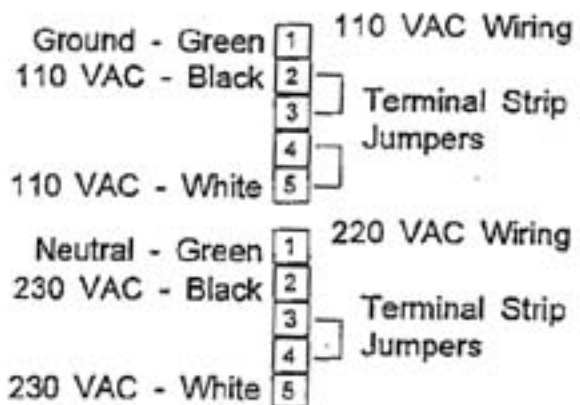 Ground - Green 1 110 VAC Wiring
110 VAC - Black 2
3 Terminal Strip
4 Jumpers
110 VAC - White 5
Neutral - Green 1 220 VAC Wiring
230 VAC - Black 2
3 Terminal Strip
4 Jumpers
230 VAC - White 5